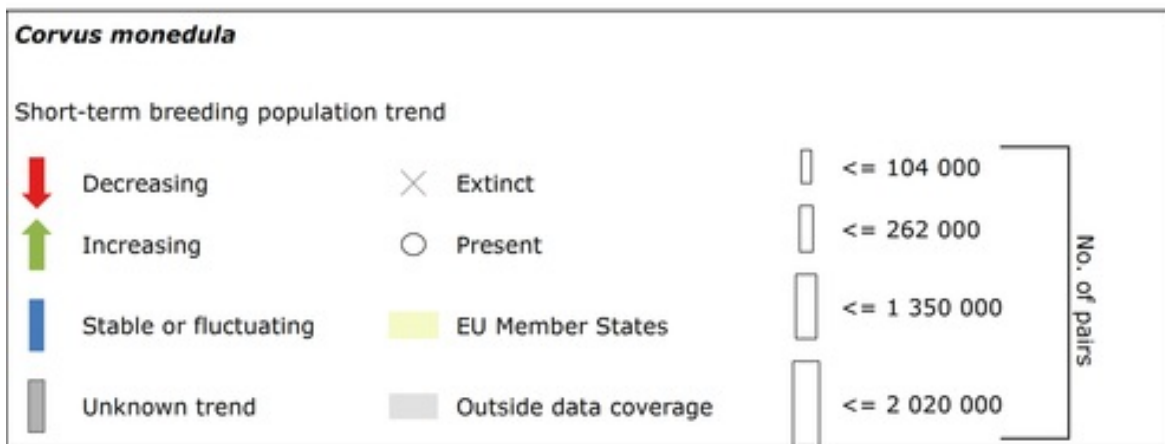 Corvus monedula
Short-term breeding population trend
Decreasing
Increasing
Stable or fluctuating
Unknown trend
Extinct
Present
EU Member States
Outside data coverage
<= 104 000
<= 262 000
<= 1 350 000
<= 2 020 000
No. of pairs